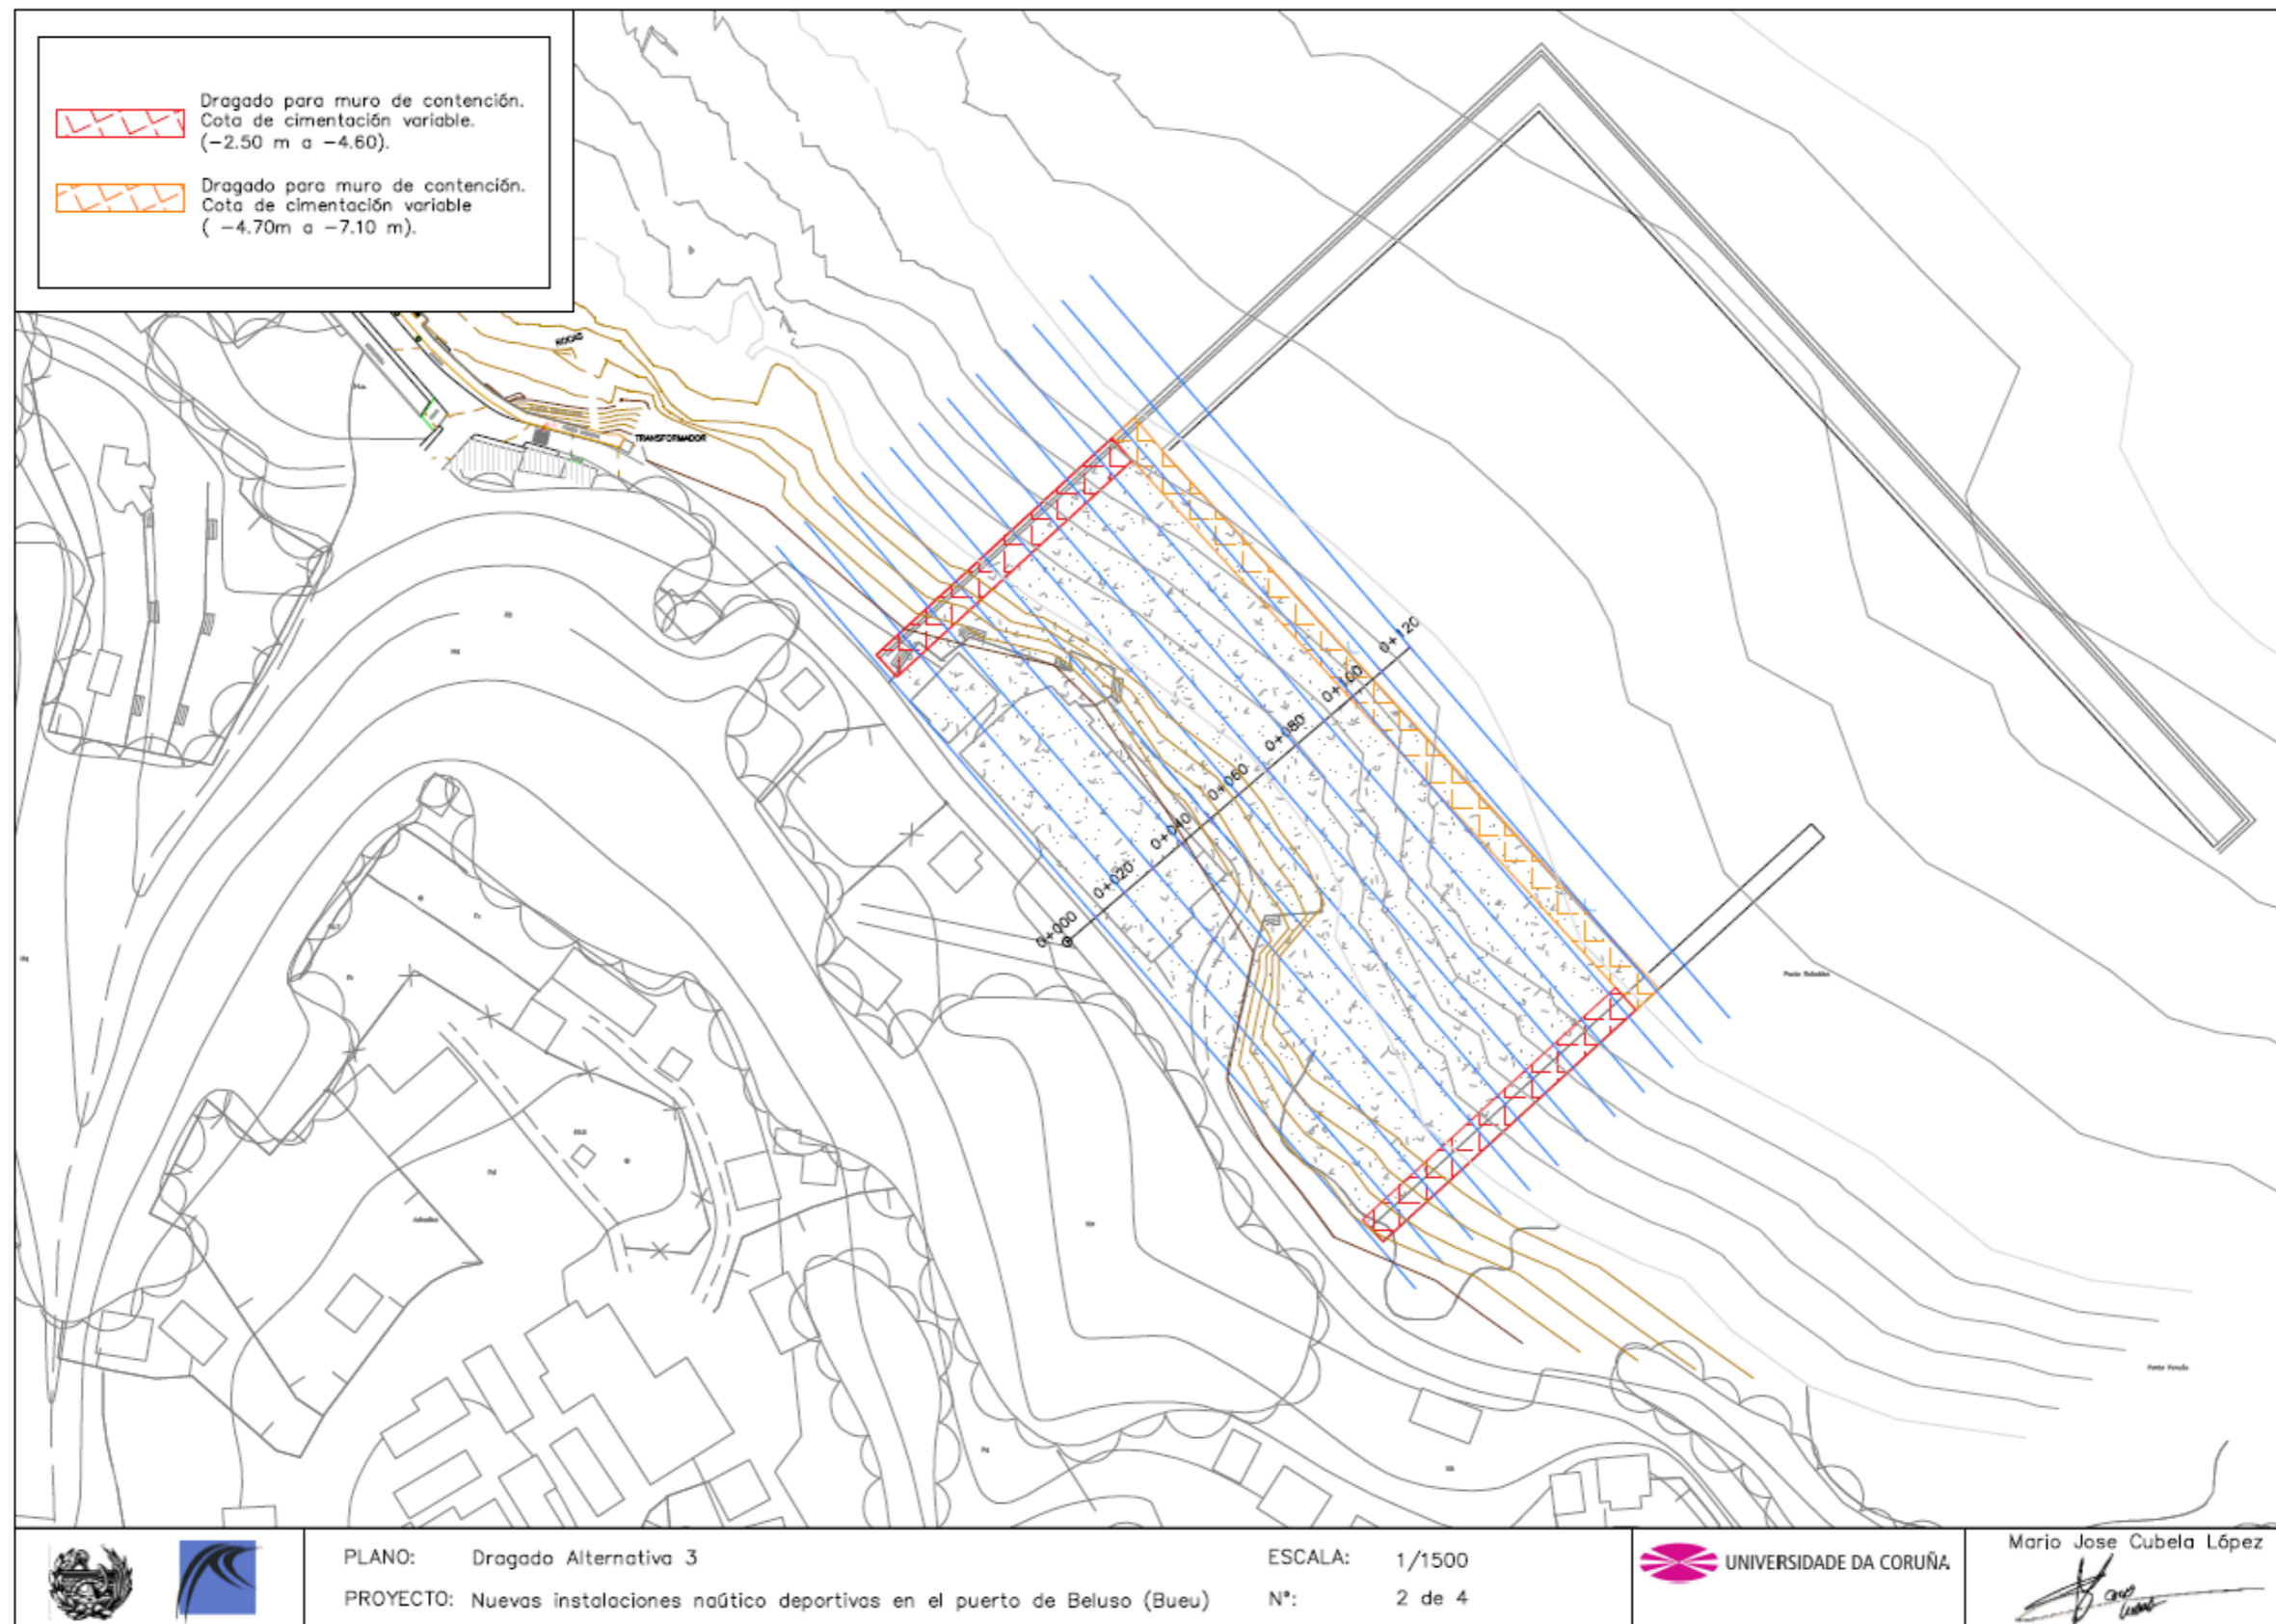 Dragado para muro de contención.
Cota de cimentación variable.
(-2.50 m a -4.60).
Dragado para muro de contención.
Cota de cimentación variable
( -4.70m a -7.10 m).
ROCAS
TRANSFORMADOR
0+120
0+100
0+080
0+060
0+040
0+020
0+000
PLANO: Dragado Alternativa 3
PROYECTO: Nuevas instalaciones naútico deportivas en el puerto de Beluso (Bueu)
ESCALA: 1/1500
Nº: 2 de 4
UNIVERSIDADE DA CORUÑA
Mario Jose Cubela López